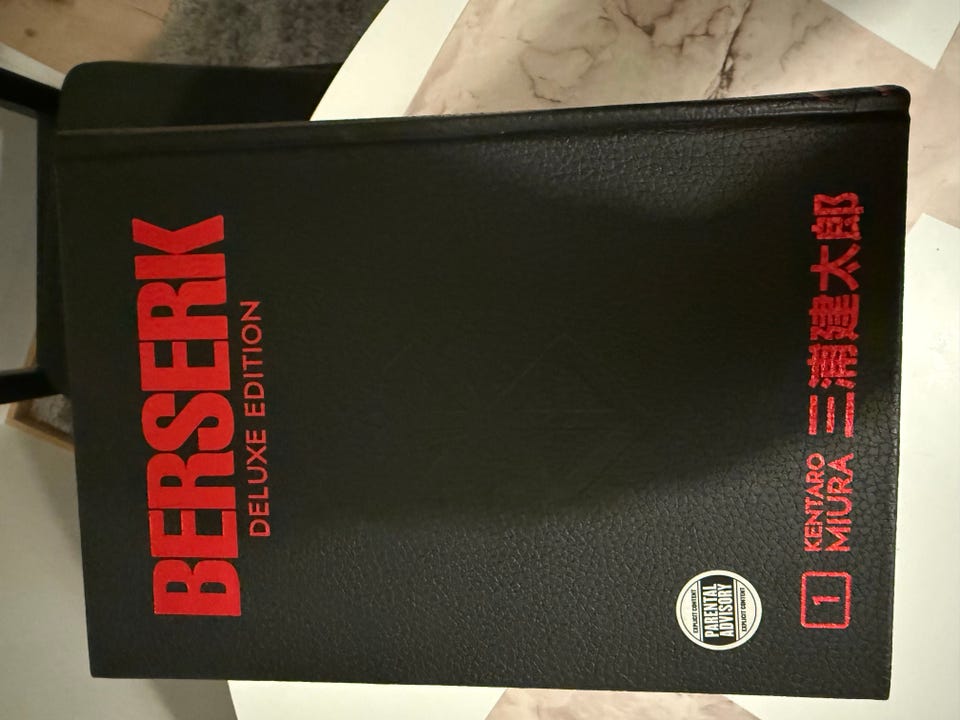 BERSERK
DELUXE EDITION
EXPLICIT CONTENT
PARENTAL
ADVISORY
EXPLICIT CONTENT
1
KENTARO
MIURA
三浦建太郎